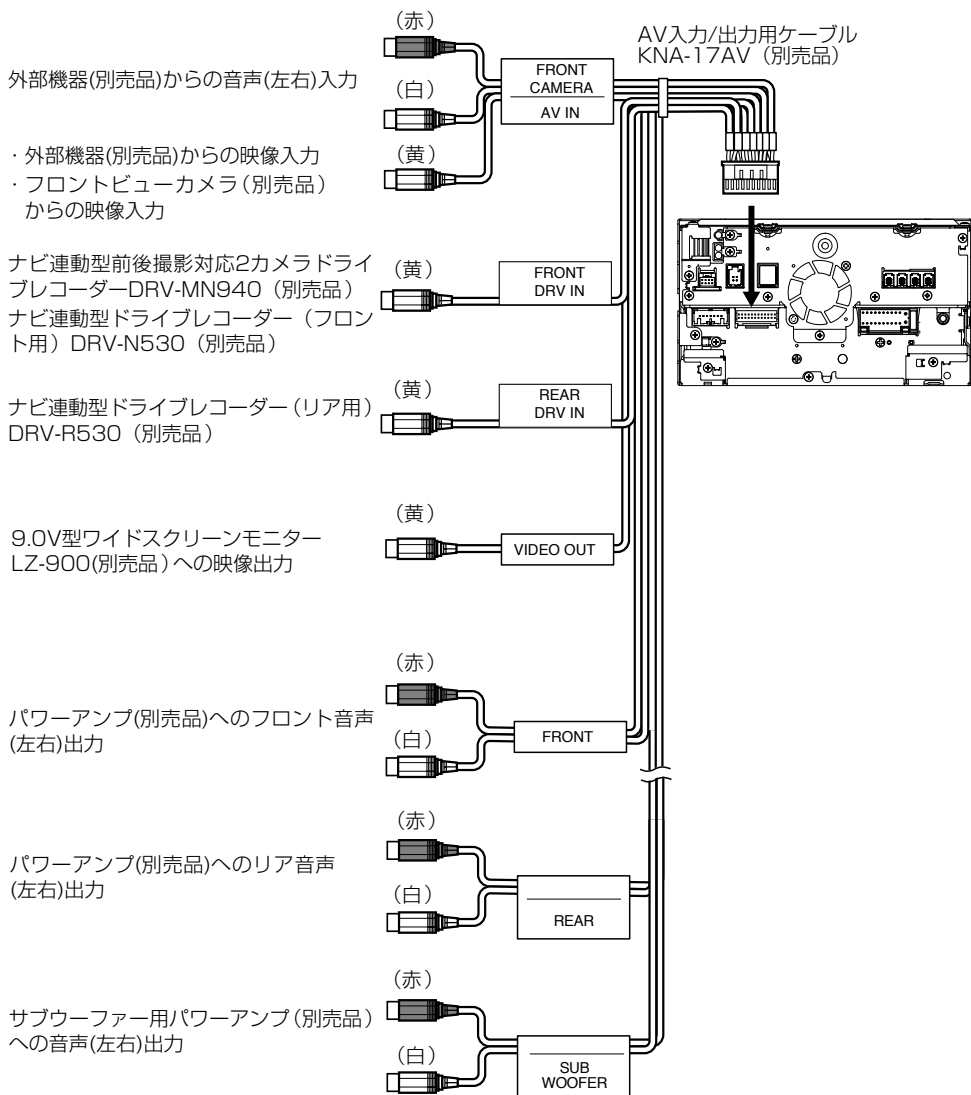 (赤)
AV入力/出力用ケーブル
KNA-17AV（別売品）
外部機器(別売品)からの音声(左右)入力
FRONT
CAMERA
AV IN
(白)
・外部機器(別売品)からの映像入力
・フロントビューカメラ（別売品）
からの映像入力
(黄)
ナビ連動型前後撮影対応2カメラドライ
ブレコーダーDRV-MN940（別売品）
ナビ連動型ドライブレコーダー（フロン
ト用）DRV-N530（別売品）
(黄)
FRONT
DRV IN
ナビ連動型ドライブレコーダー（リア用）
DRV-R530（別売品）
(黄)
REAR
DRV IN
9.0V型ワイドスクリーンモニター
LZ-900(別売品）への映像出力
(黄)
VIDEO OUT
(赤)
パワーアンプ(別売品)へのフロント音声
(左右)出力
(白)
FRONT
(赤)
パワーアンプ(別売品)へのリア音声
(左右)出力
(白)
REAR
(赤)
サブウーファー用パワーアンプ（別売品）
への音声(左右)出力
(白)
SUB
WOOFER